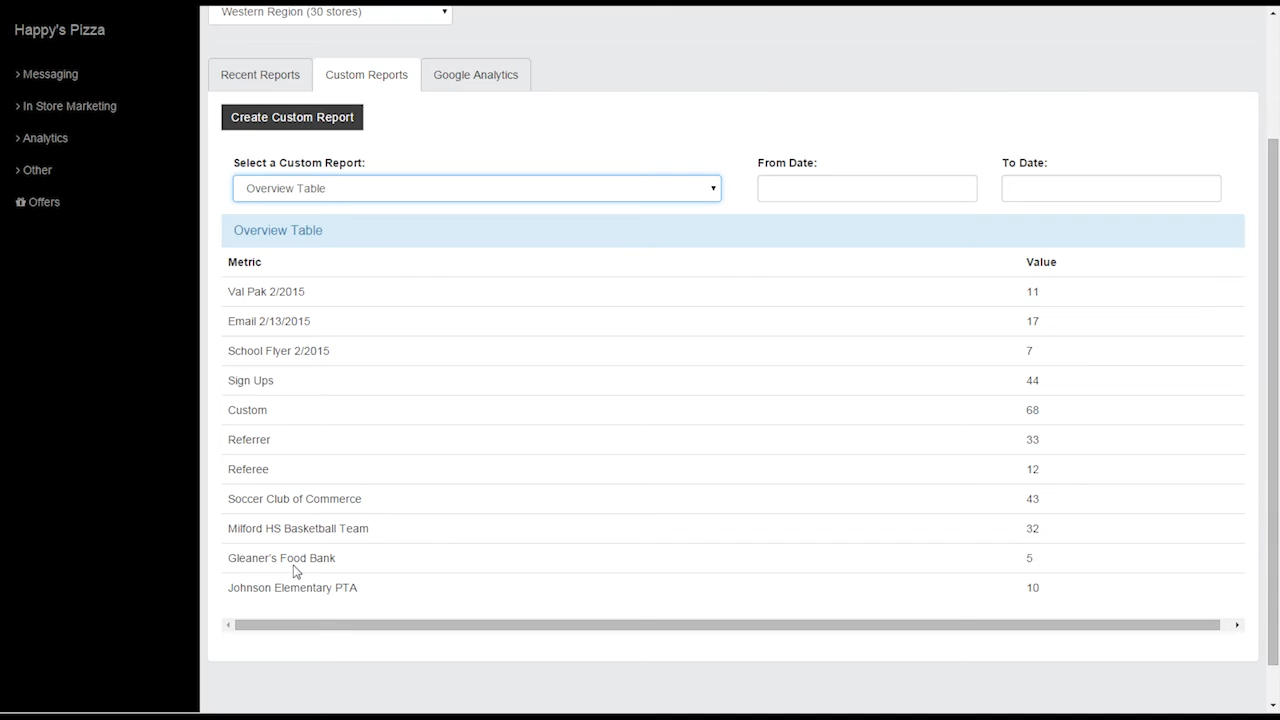 Happy's Pizza
Messaging
In Store Marketing
Analytics
Other
Offers
Western Region (30 stores)
Recent Reports Custom Reports Google Analytics
Create Custom Report
Select a Custom Report: From Date: To Date:
Overview Table
Overview Table
Metric Value
Val Pak 2/2015 11
Email 2/13/2015 17
School Flyer 2/2015 7
Sign Ups 44
Custom 68
Referrer 33
Referee 12
Soccer Club of Commerce 43
Milford HS Basketball Team 32
Gleaner's Food Bank 5
Johnson Elementary PTA 10